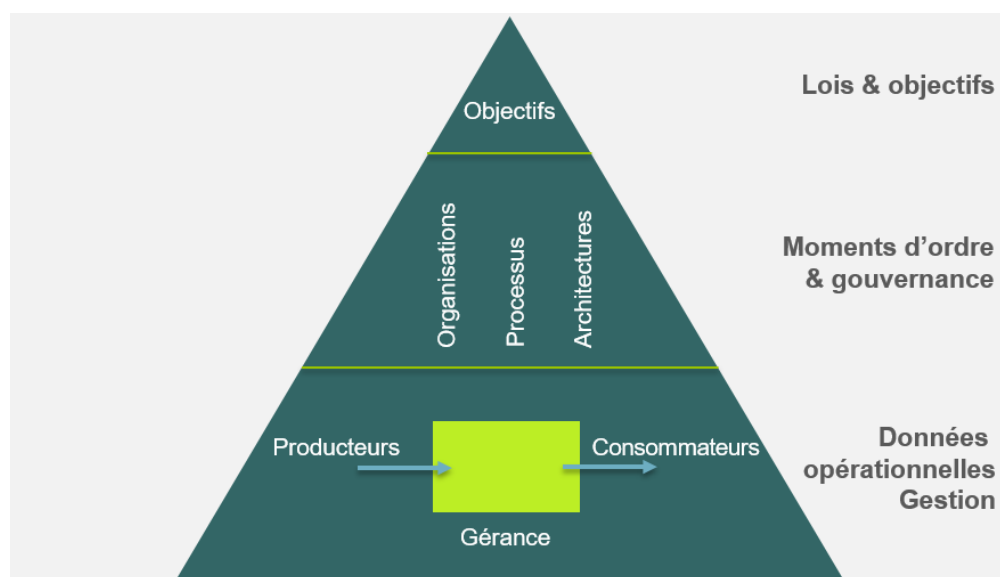 Lois & objectifs
Objectifs
Moments d'ordre
& gouvernance
Organisations
Processus
Architectures
Données
opérationnelles
Gestion
Producteurs
Consommateurs
Gérance